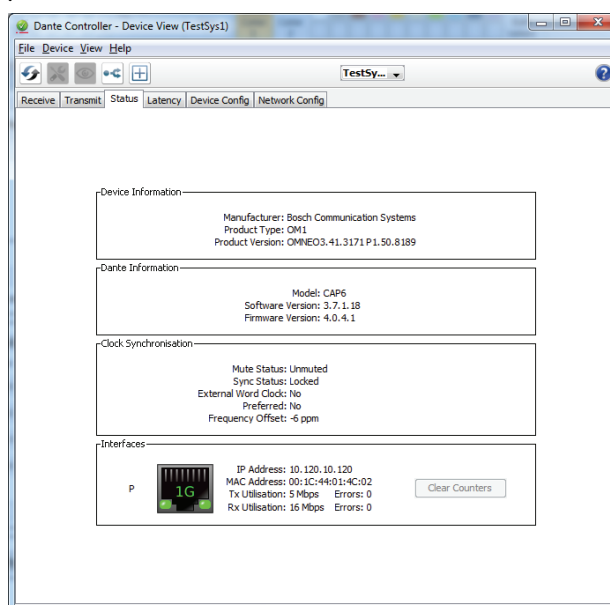 Dante Controller - Device View (TestSys1)
File Device View Help
TestSy...
Receive Transmit Status Latency Device Config Network Config
Device Information
Manufacturer: Bosch Communication Systems
Product Type: OM1
Product Version: OMNEO3.41.3171 P1.50.8189
Dante Information
Model: CAP6
Software Version: 3.7.1.18
Firmware Version: 4.0.4.1
Clock Synchronisation
Mute Status: Unmuted
Sync Status: Locked
External Word Clock: No
Preferred: No
Frequency Offset: -6 ppm
Interfaces
P
1G
IP Address: 10.120.10.120
MAC Address: 00:1C:44:01:4C:02
Tx Utilisation: 5 Mbps Errors: 0
Rx Utilisation: 16 Mbps Errors: 0
Clear Counters